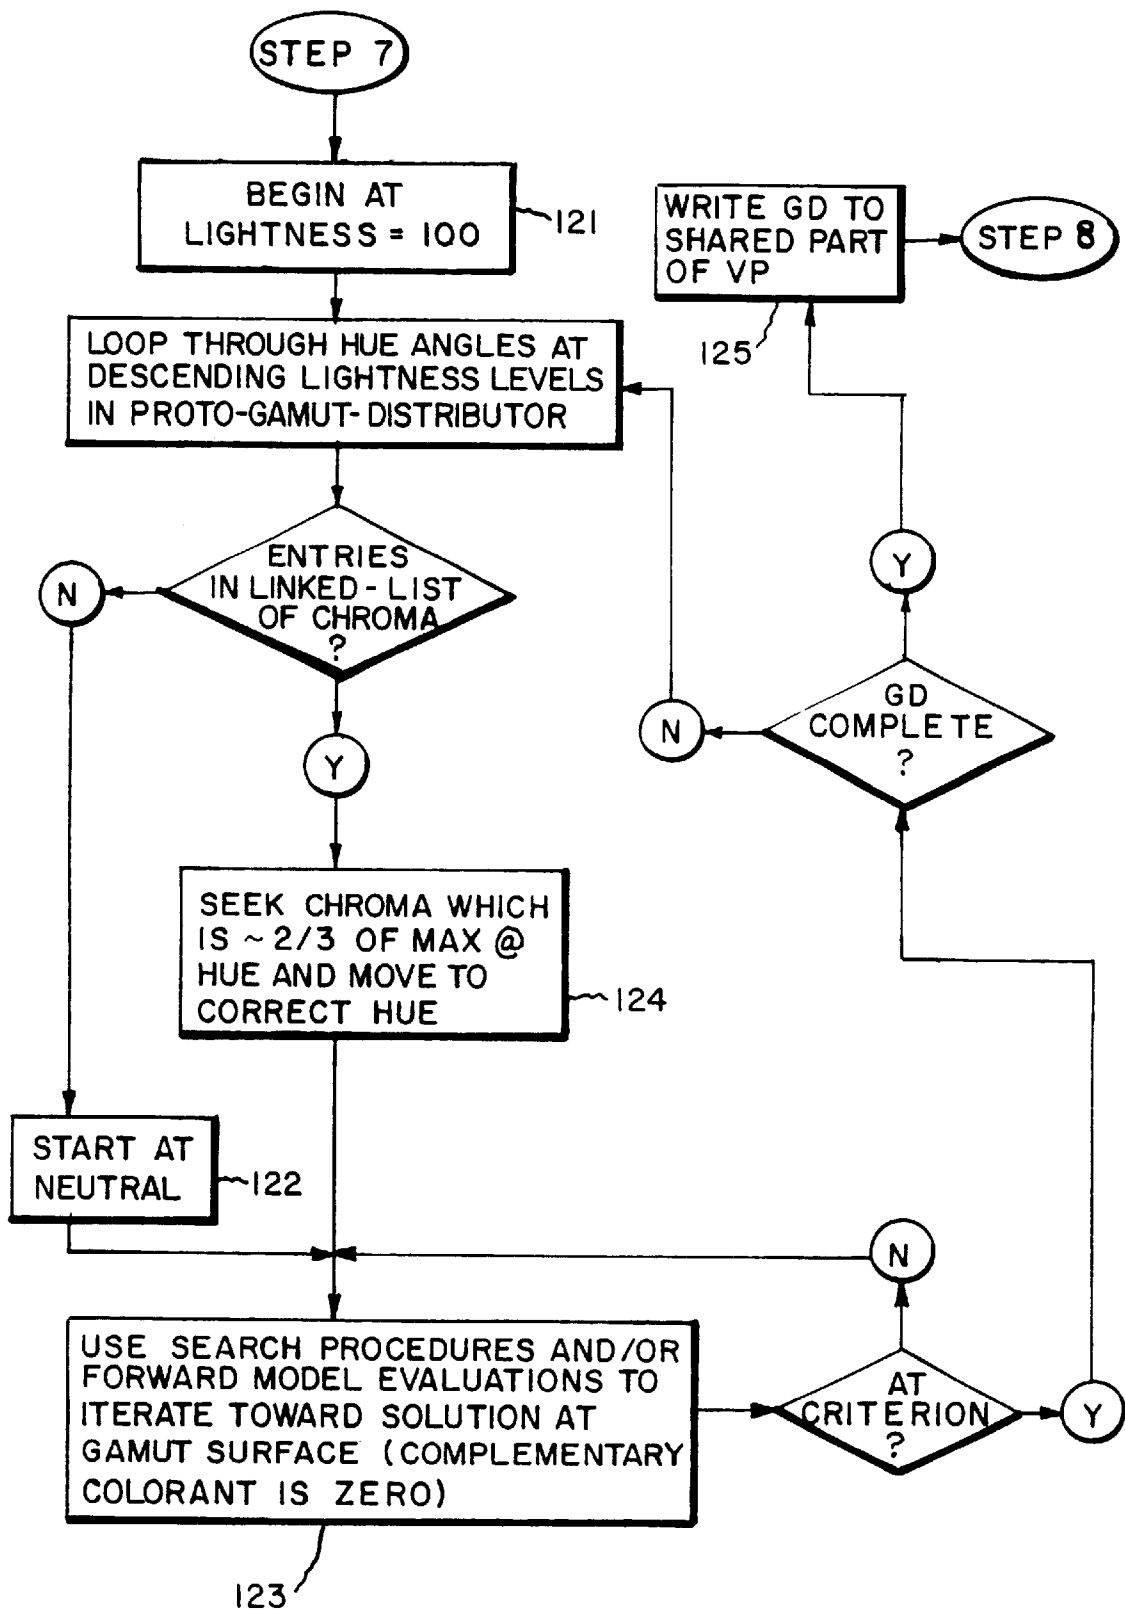 STEP 7
BEGIN AT
LIGHTNESS = 100
121
LOOP THROUGH HUE ANGLES AT
DESCENDING LIGHTNESS LEVELS
IN PROTO-GAMUT-DISTRIBUTOR
ENTRIES
IN LINKED-LIST
OF CHROMA
?
N
Y
SEEK CHROMA WHICH
IS ~ 2/3 OF MAX @
HUE AND MOVE TO
CORRECT HUE
124
START AT
NEUTRAL
122
USE SEARCH PROCEDURES AND/OR
FORWARD MODEL EVALUATIONS TO
ITERATE TOWARD SOLUTION AT
GAMUT SURFACE (COMPLEMENTARY
COLORANT IS ZERO)
123
AT
CRITERION
?
N
Y
GD
COMPLETE
?
N
Y
WRITE GD TO
SHARED PART
OF VP
125
STEP 8